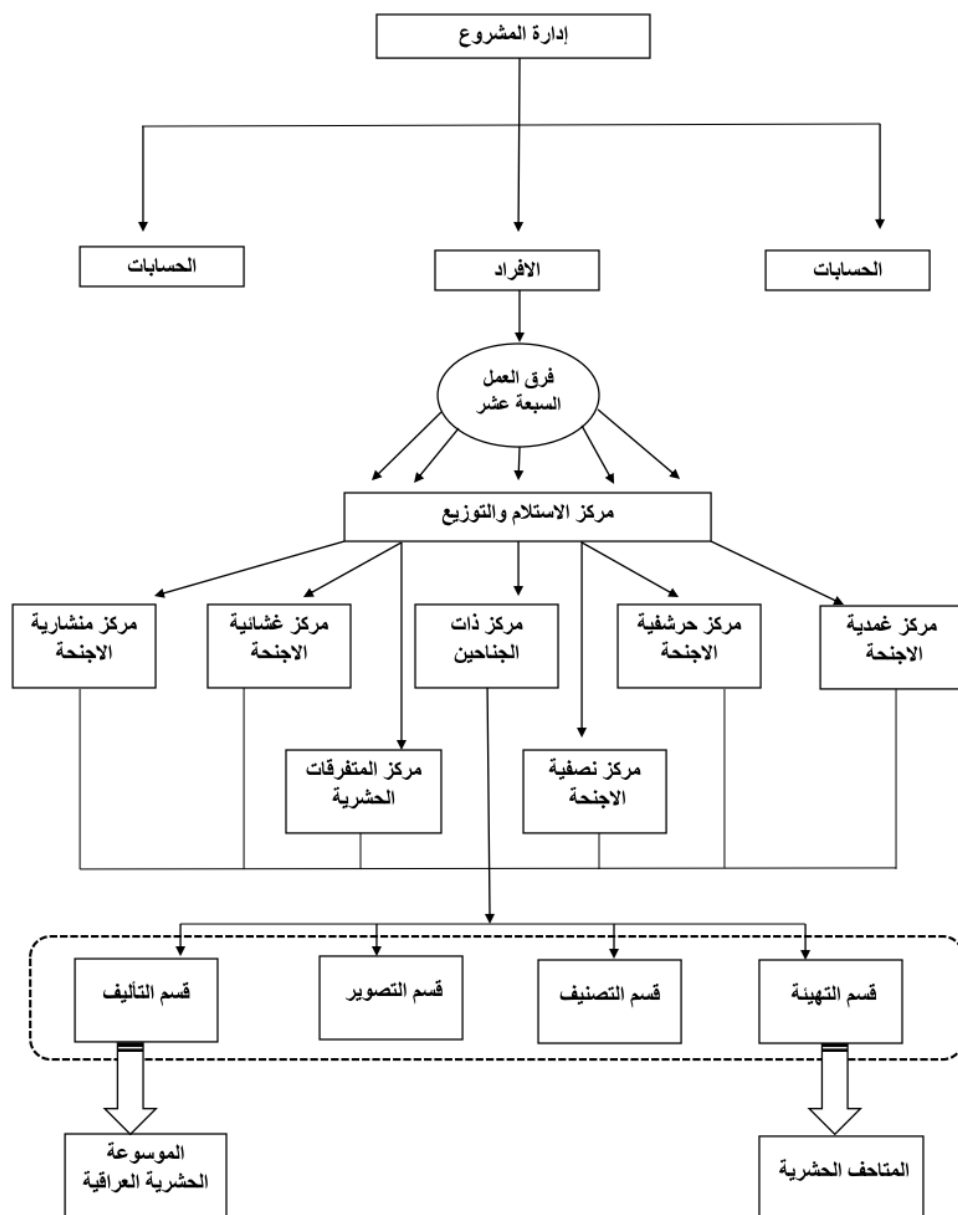 إدارة المشروع
الحسابات
الافراد
الحسابات
فرق العمل
السبعة عشر
مركز الاستلام والتوزيع
مركز غمدية
الاجنحة
مركز حرشفية
الاجنحة
مركز ذات
الجناحين
مركز غشائية
الاجنحة
مركز منشارية
الاجنحة
مركز نصفية
الاجنحة
مركز المتفرقات
الحشرية
قسم التهيئة
قسم التصنيف
قسم التصوير
قسم التأليف
المتاحف الحشرية
الموسوعة
الحشرية العراقية